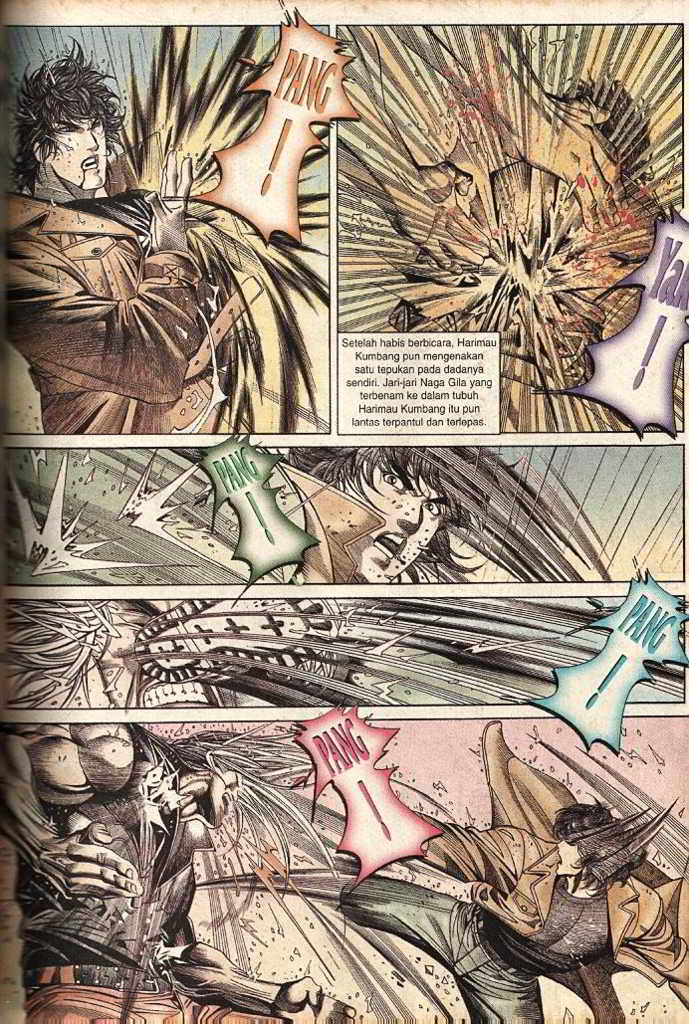 PANG !
Setelah habis berbicara, Harimau
Kumbang pun mengenakan
satu tepukan pada dadanya
sendiri. Jari-jari Naga Gila yang
terbenam ke dalam tubuh
Harimau Kumbang itu pun
lantas terpantul dan terlepas.
PANG !
PANG !
PANG !